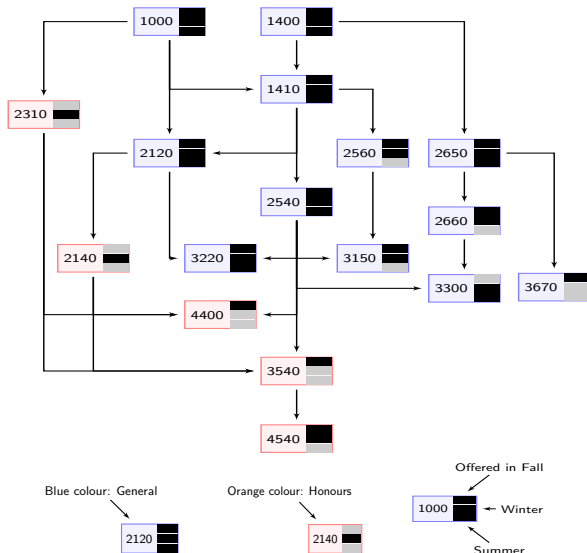 1000 1400
1410
2310
2120 2560 2650
2540
2660
2140 3220 3150
3300 3670
4400
3540
4540
Offered in Fall
Blue colour: General Orange colour: Honours
1000 Winter
2120 2140
Summer